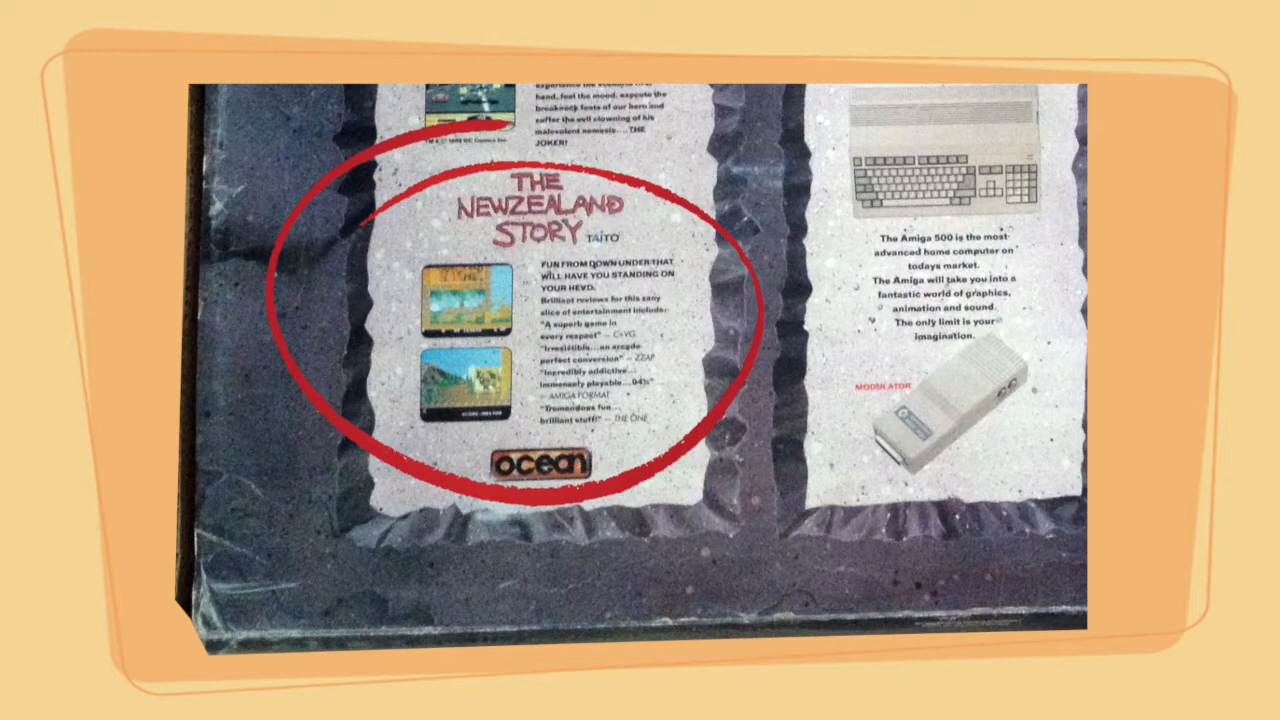 experience the
hand, feel the mood, execute the
breakneck feats of our hero and
suffer the evil clowning of his
malevolent nemesis.... THE
JOKER!
THE
NEWZEALAND
STORY
TAITO
FUN FROM DOWN UNDER THAT
WILL HAVE YOU STANDING ON
YOUR HEVD.
Brilliant reviews for this zany
slice of entertainment include:
"A superb game in
every respect" – C+VG
"Irresistible...an arcade
perfect conversion" – ZZAP
"Incredibly addictive...
immensely playable...94%"
– AMIGA FORMAT
"Tremendous fun...
brilliant stuff!" – THE ONE
ocean
The Amiga 500 is the most
advanced home computer on
todays market.
The Amiga will take you into a
fantastic world of graphics,
animation and sound.
The only limit is your
imagination.
MODULATOR